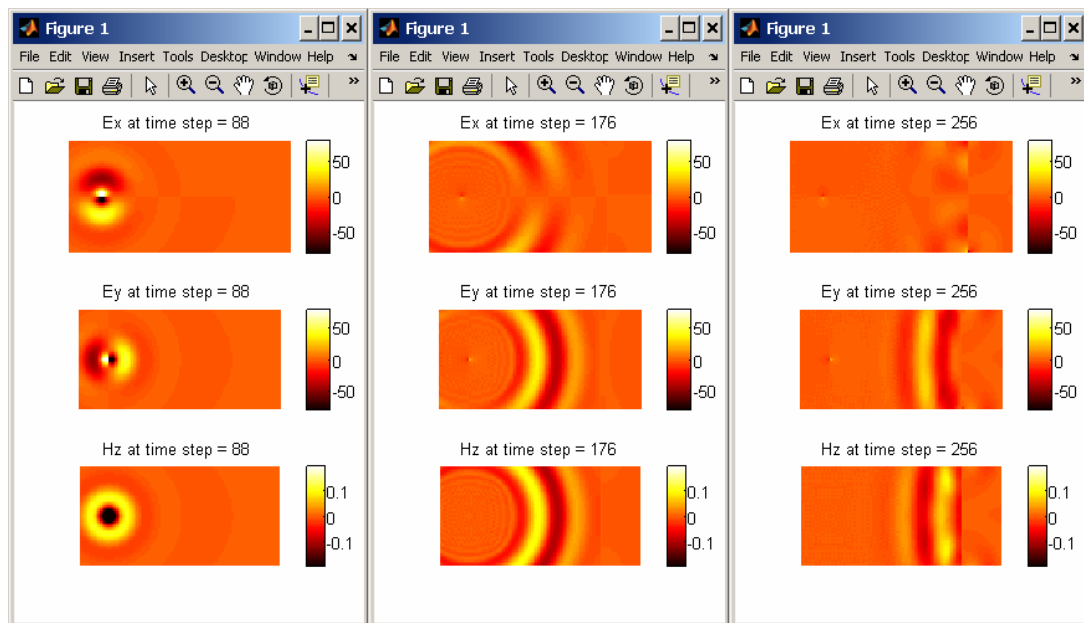 Figure 1
File Edit View Insert Tools Desktop Window Help
Ex at time step = 88
50
0
-50
Ey at time step = 88
50
0
-50
Hz at time step = 88
0.1
0
-0.1
Figure 1
File Edit View Insert Tools Desktop Window Help
Ex at time step = 176
50
0
-50
Ey at time step = 176
50
0
-50
Hz at time step = 176
0.1
0
-0.1
Figure 1
File Edit View Insert Tools Desktop Window Help
Ex at time step = 256
50
0
-50
Ey at time step = 256
50
0
-50
Hz at time step = 256
0.1
0
-0.1